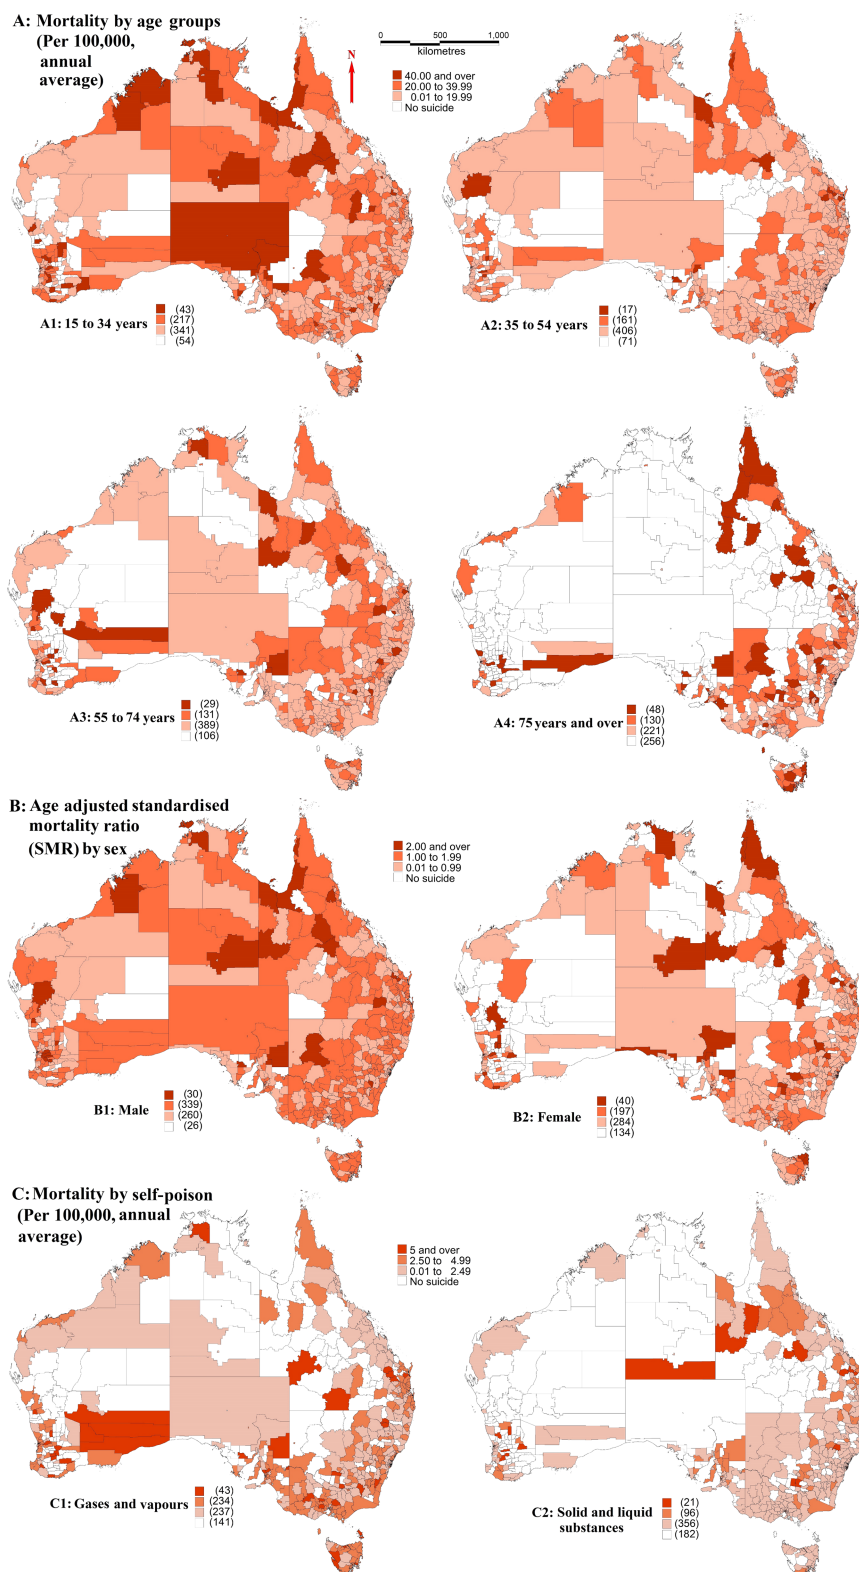 A: Mortality by age groups
(Per 100,000,
annual
average)
0 500 1,000
kilometres
N
40.00 and over
20.00 to 39.99
0.01 to 19.99
No suicide
A1: 15 to 34 years
(43)
(217)
(341)
(54)
A2: 35 to 54 years
(17)
(161)
(406)
(71)
A3: 55 to 74 years
(29)
(131)
(389)
(106)
A4: 75 years and over
(48)
(130)
(221)
(256)
B: Age adjusted standardised
mortality ratio
(SMR) by sex
2.00 and over
1.00 to 1.99
0.01 to 0.99
No suicide
B1: Male
(30)
(339)
(260)
(26)
B2: Female
(40)
(197)
(284)
(134)
C: Mortality by self-poison
(Per 100,000, annual
average)
5 and over
2.50 to 4.99
0.01 to 2.49
No suicide
C1: Gases and vapours
(43)
(234)
(237)
(141)
C2: Solid and liquid
substances
(21)
(96)
(356)
(182)